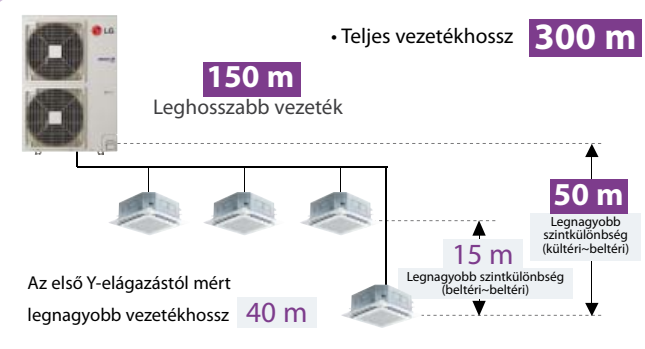 • Teljes vezetékhossz 300 m
LG
150 m
Leghosszabb vezeték
50 m
Legnagyobb
szintkülönbség
(kültéri~beltéri)
15 m
Legnagyobb szintkülönbség
(beltéri~beltéri)
Az első Y-elágazástól mért
legnagyobb vezetékhossz 40 m